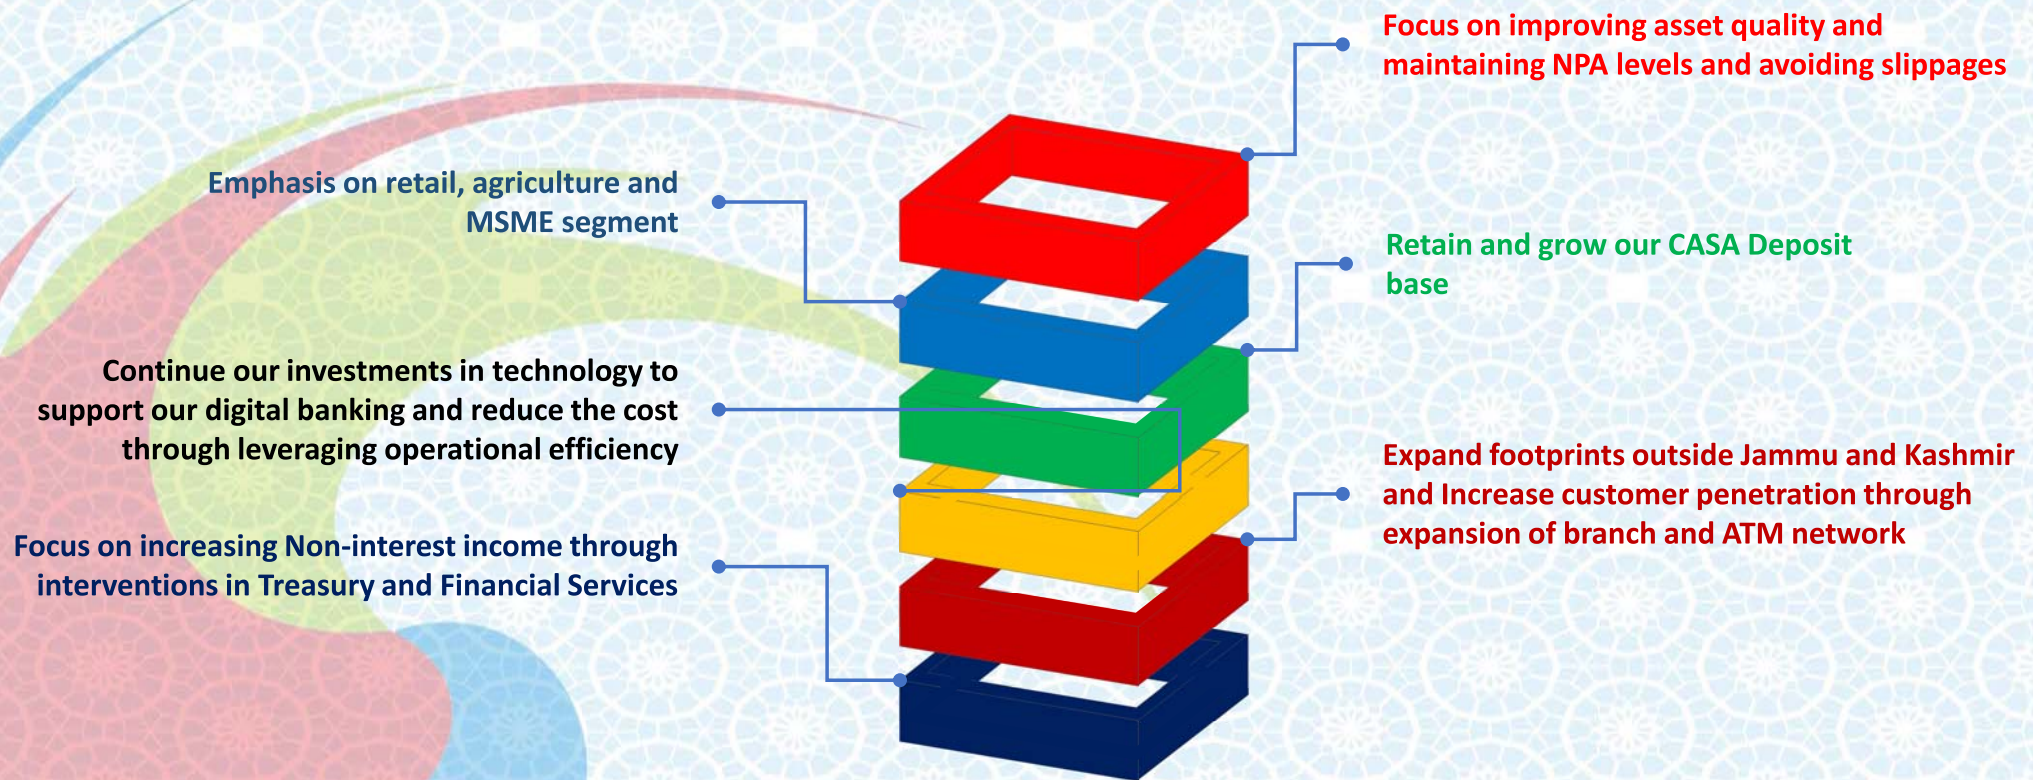 Focus on improving asset quality and
maintaining NPA levels and avoiding slippages
Emphasis on retail, agriculture and
MSME segment
Retain and grow our CASA Deposit
base
Continue our investments in technology to
support our digital banking and reduce the cost
through leveraging operational efficiency
Expand footprints outside Jammu and Kashmir
and Increase customer penetration through
expansion of branch and ATM network
Focus on increasing Non-interest income through
interventions in Treasury and Financial Services